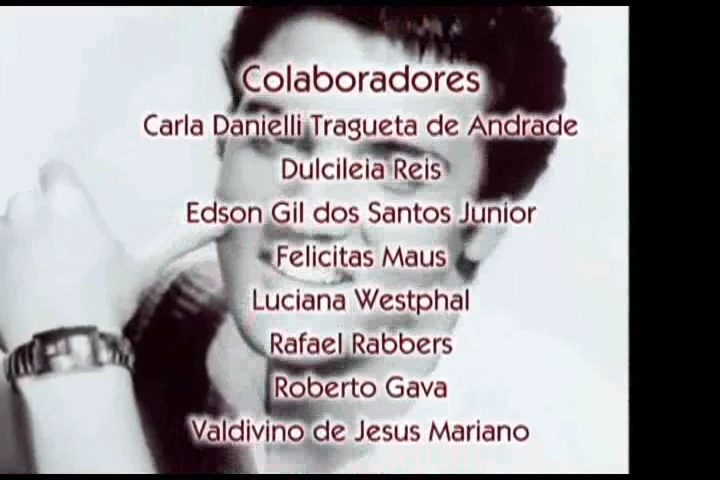 Colaboradores
Carla Danielli Tragueta de Andrade
Dulcileia Reis
Edson Gil dos Santos Junior
Felicitas Maus
Luciana Westphal
Rafael Rabbers
Roberto Gava
Valdivino de Jesus Mariano